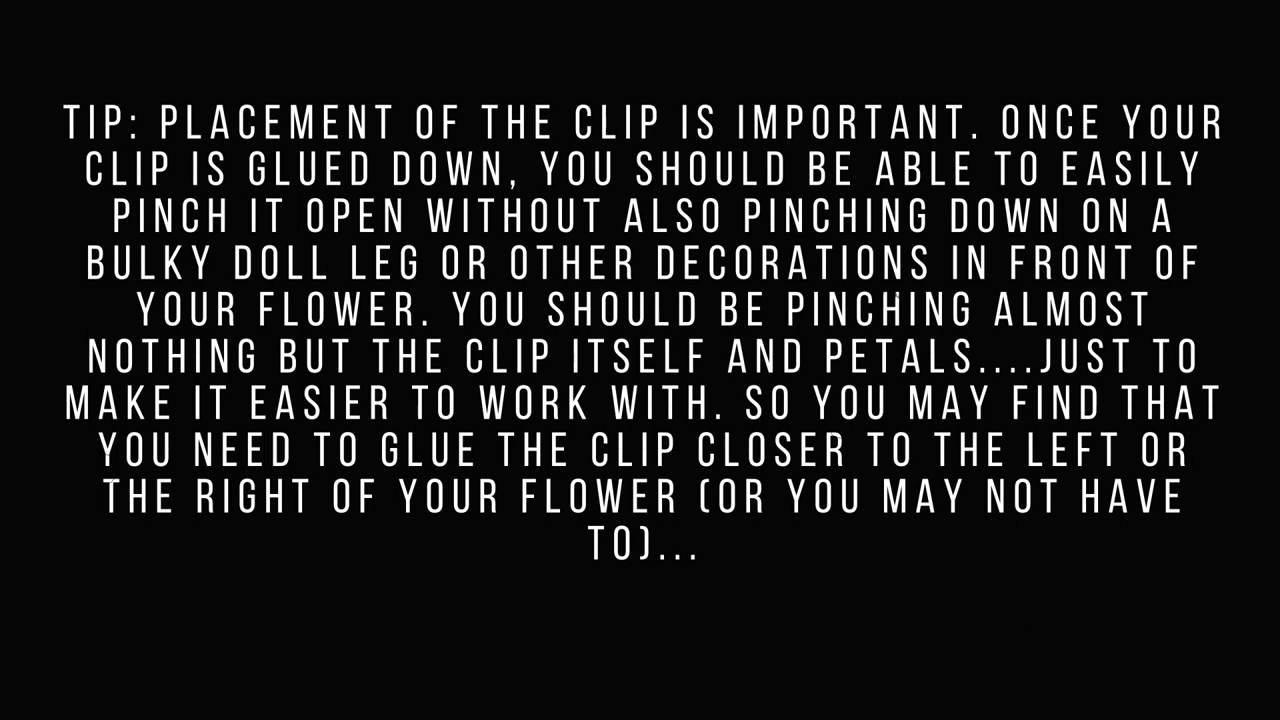 TIP: PLACEMENT OF THE CLIP IS IMPORTANT. ONCE YOUR
CLIP IS GLUED DOWN, YOU SHOULD BE ABLE TO EASILY
PINCH IT OPEN WITHOUT ALSO PINCHING DOWN ON A
BULKY DOLL LEG OR OTHER DECORATIONS IN FRONT OF
YOUR FLOWER. YOU SHOULD BE PINCHING ALMOST
NOTHING BUT THE CLIP ITSELF AND PETALS....JUST TO
MAKE IT EASIER TO WORK WITH. SO YOU MAY FIND THAT
YOU NEED TO GLUE THE CLIP CLOSER TO THE LEFT OR
THE RIGHT OF YOUR FLOWER (OR YOU MAY NOT HAVE
TO)...